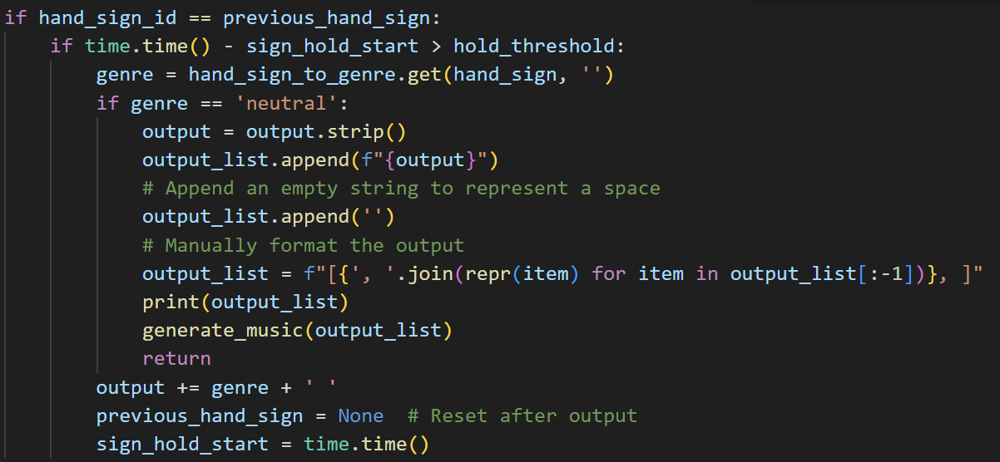 if hand_sign_id == previous_hand_sign:
    if time.time() - sign_hold_start > hold_threshold:
        genre = hand_sign_to_genre.get(hand_sign, '')
        if genre == 'neutral':
            output = output.strip()
            output_list.append(f"{output}")
            # Append an empty string to represent a space
            output_list.append('')
            # Manually format the output
            output_list = f"[{', '.join(repr(item) for item in output_list[:-1])}, ]"
            print(output_list)
            generate_music(output_list)
            return
        output += genre + ' '
        previous_hand_sign = None  # Reset after output
        sign_hold_start = time.time()